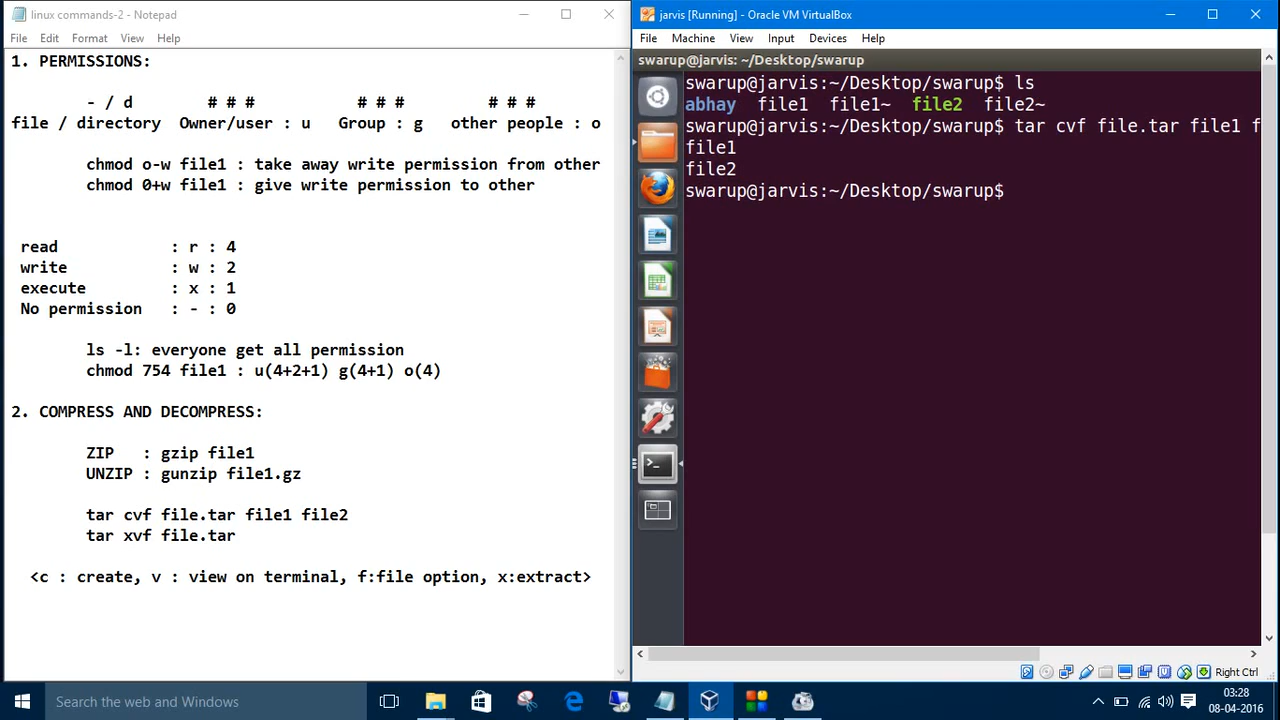 linux commands-2 - Notepad
File Edit Format View Help
1. PERMISSIONS:
- / d # # # # # # # # #
file / directory Owner/user : u Group : g other people : o
chmod o-w file1 : take away write permission from other
chmod 0+w file1 : give write permission to other
read : r : 4
write : w : 2
execute : x : 1
No permission : - : 0
ls -l: everyone get all permission
chmod 754 file1 : u(4+2+1) g(4+1) o(4)
2. COMPRESS AND DECOMPRESS:
ZIP : gzip file1
UNZIP : gunzip file1.gz
tar cvf file.tar file1 file2
tar xvf file.tar
<c : create, v : view on terminal, f:file option, x:extract>
jarvis [Running] - Oracle VM VirtualBox
File Machine View Input Devices Help
swarup@jarvis: ~/Desktop/swarup
swarup@jarvis:~/Desktop/swarup$ ls
abhay file1 file1~ file2 file2~
swarup@jarvis:~/Desktop/swarup$ tar cvf file.tar file1 f
file1
file2
swarup@jarvis:~/Desktop/swarup$
Right Ctrl
Search the web and Windows
03:28
08-04-2016